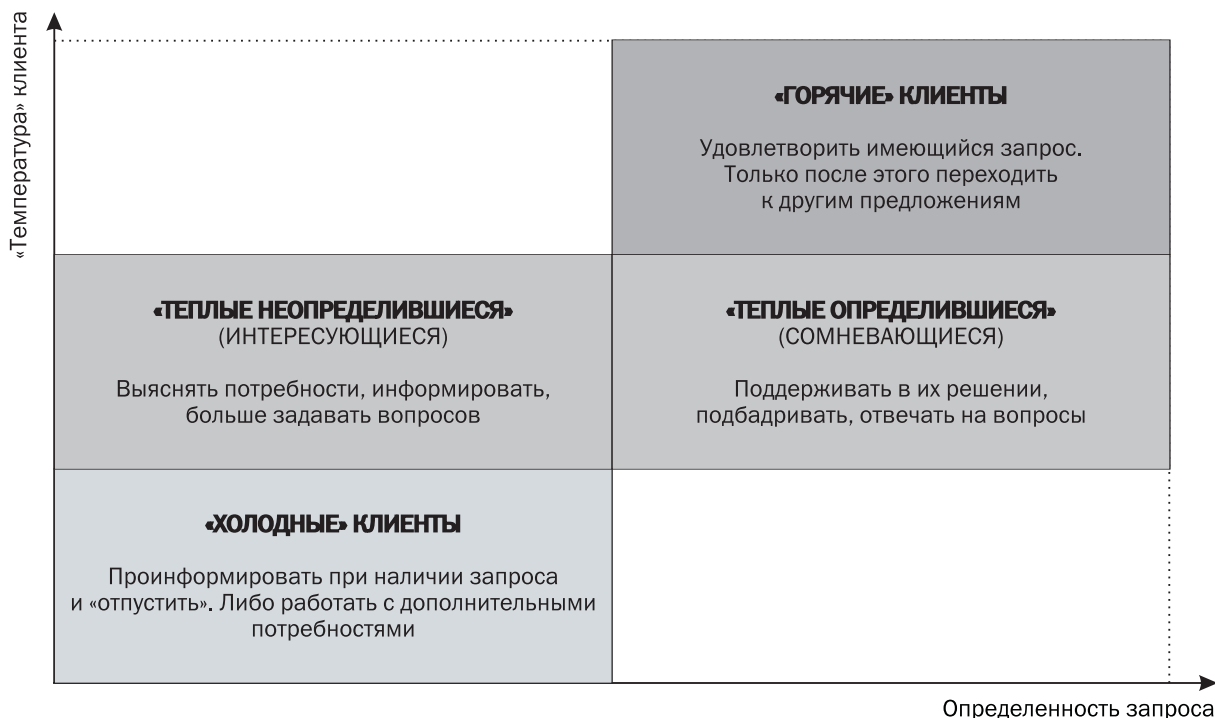 «Температура» клиента
«ГОРЯЧИЕ» КЛИЕНТЫ
Удовлетворить имеющийся запрос.
Только после этого переходить
к другим предложениям
«ТЕПЛЫЕ НЕОПРЕДЕЛИВШИЕСЯ»
(ИНТЕРЕСУЮЩИЕСЯ)
Выяснять потребности, информировать,
больше задавать вопросов
«ТЕПЛЫЕ ОПРЕДЕЛИВШИЕСЯ»
(СОМНЕВАЮЩИЕСЯ)
Поддерживать в их решении,
подбадривать, отвечать на вопросы
«ХОЛОДНЫЕ» КЛИЕНТЫ
Проинформировать при наличии запроса
и «отпустить». Либо работать с дополнительными
потребностями
Определенность запроса